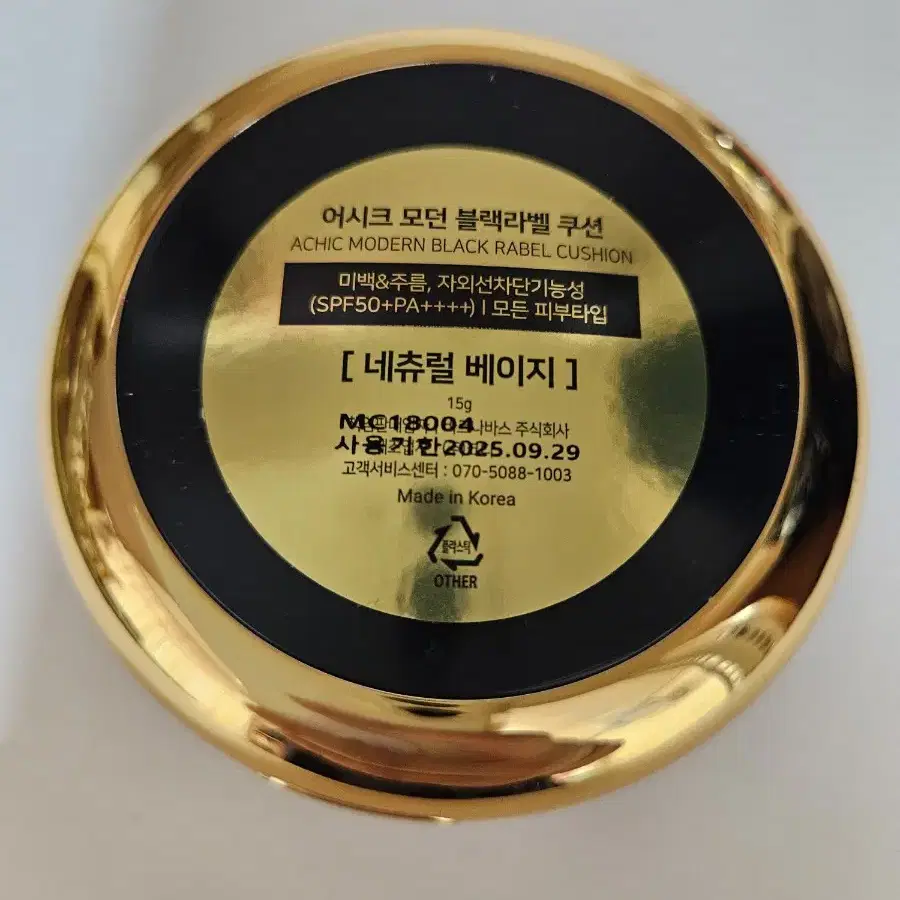 어시크 모던 블랙라벨 쿠션
ACHIC MODERN BLACK RABEL CUSHION
미백&주름, 자외선차단기능성
(SPF50+PA++++) | 모든 피부타입
[ 네츄럴 베이지 ]
15g
MC18004
주식회사
사용기한2025.09.29
고객서비스센터 : 070-5088-1003
Made in Korea
플라스틱
OTHER